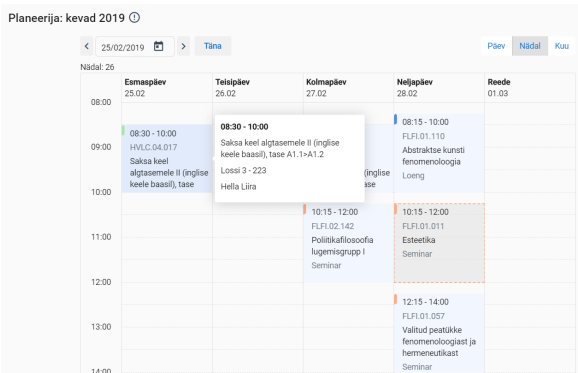 Planeerija: kevad 2019
25/02/2019
Täna
Päev Nädal Kuu
Nädal: 26
Esmaspäev
25.02
Teisipäev
26.02
Kolmapäev
27.02
Neljapäev
28.02
Reede
01.03
08:00
09:00
10:00
11:00
12:00
13:00
14:00
08:30 - 10:00
HVLC.04.017
Saksa keel
algtasemele II (inglise
keele baasil), tase
08:30 - 10:00
Saksa keel algtasemele II (inglise
keele baasil), tase A1.1>A1.2
Lossi 3 - 223
Hella Liira
(inglise
10:15 - 12:00
FLFI.02.142
Poliitikafilosoofia
lugemisgrupp I
Seminar
08:15 - 10:00
FLFI.01.110
Abstraktse kunsti
fenomenoloogia
Loeng
10:15 - 12:00
FLFI.01.011
Esteetika
Seminar
12:15 - 14:00
FLFI.01.057
Valitud peatükke
fenomenoloogiast ja
hermeneutikast
Seminar